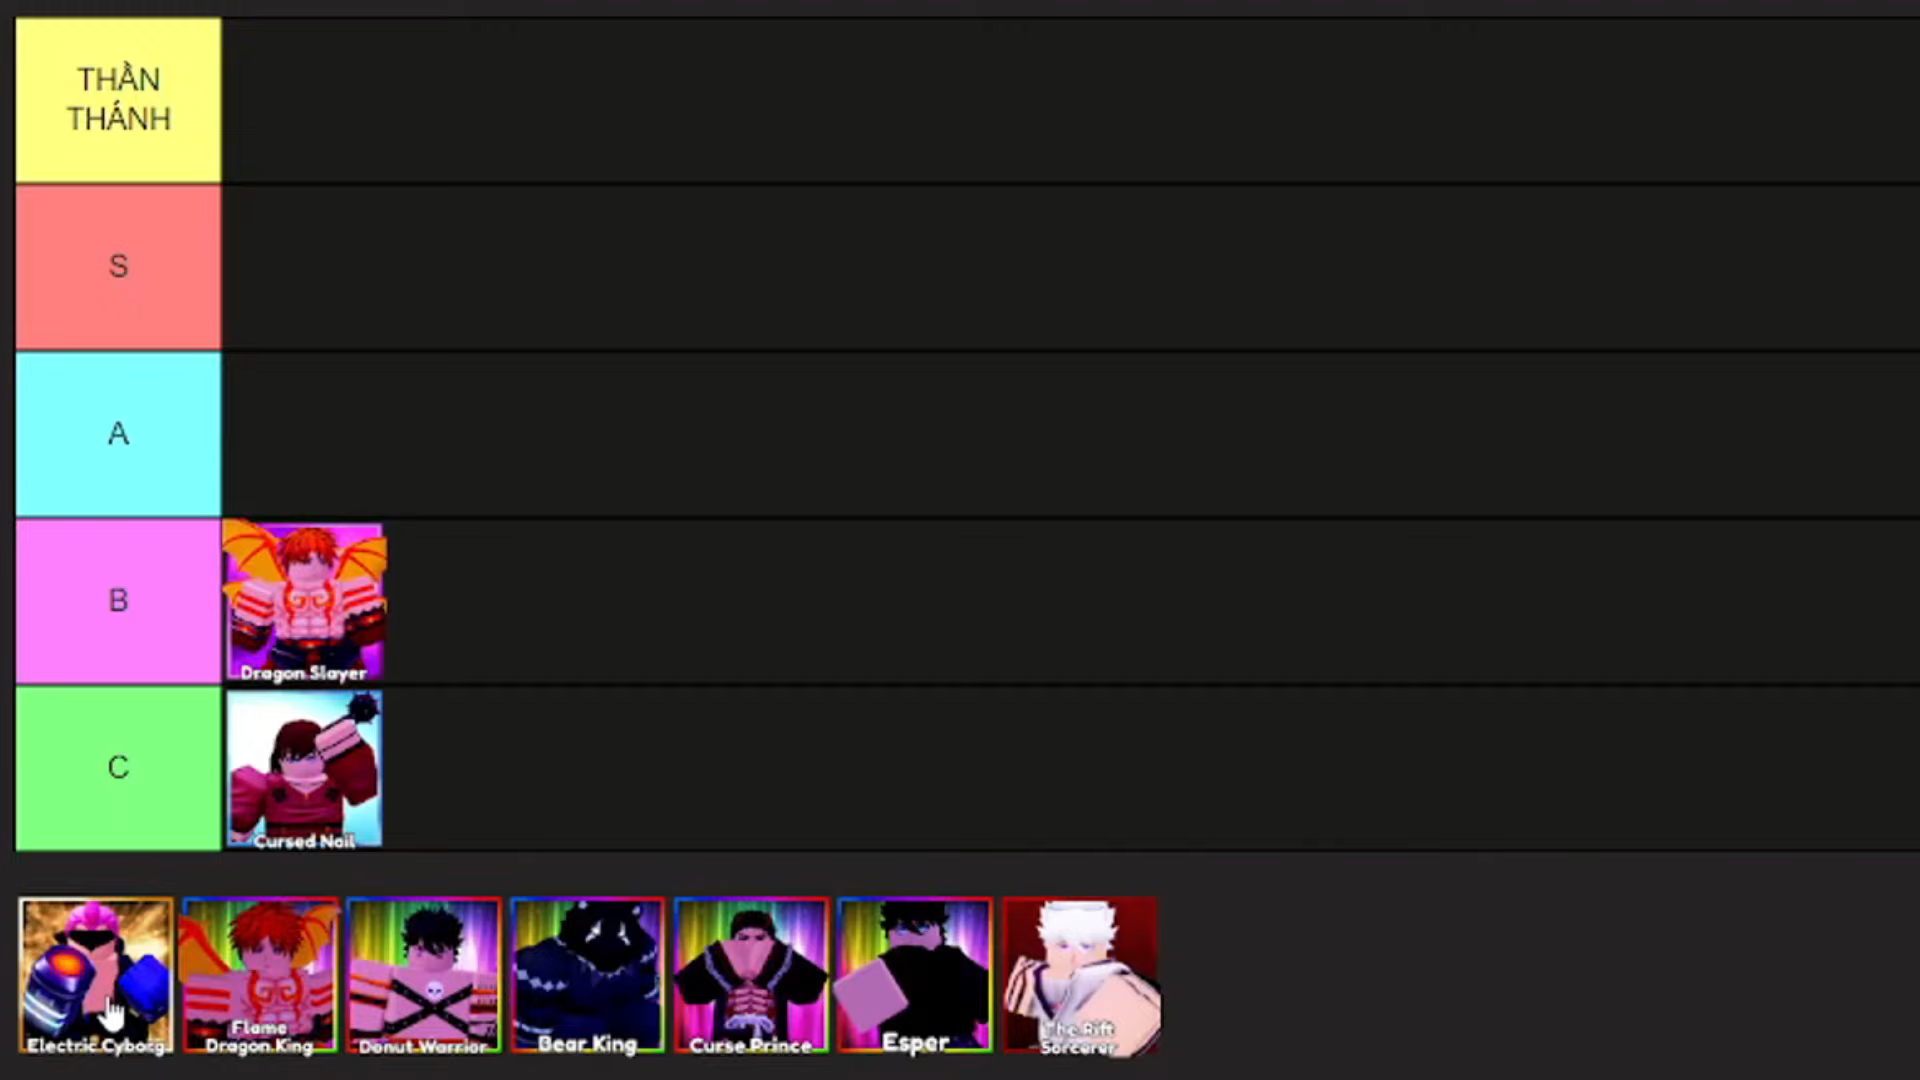 THẦN
THÁNH
S
A
B
Dragon Slayer
C
Cursed Nail
Electric Cyborg
Flame
Dragon King
Donut Warrior
Bear King
Curse Prince
Esper
The Rift
Sorcerer